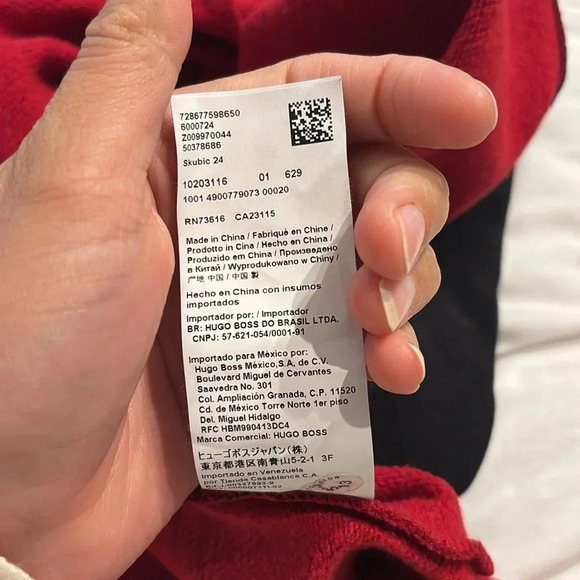 728677598650
6000724
Z009970044
50378686
Skubic 24
10203116 01 629
1001 4900779073 00020
RN73616 CA23115
Made in China / Fabriqué en Chine /
Prodotto in Cina / Hecho en China /
Produzido em China / Произведено
в Китай / Wyprodukowano w Chiny /
产地 中国 / 中国 製
Hecho en China con insumos
importados
Importador por: / Importador
BR: HUGO BOSS DO BRASIL LTDA.
CNPJ: 57-621-054/0001-91
Importado para México por:
Hugo Boss México,S,A, de C.V.
Boulevard Miguel de Cervantes
Saavedra No. 301
Col. Ampliación Granada, C.P. 11520
Cd. de México Torre Norte 1er piso
Del. Miguel Hidalgo
RFC HBM990413DC4
Marca Comercial: HUGO BOSS
ヒューゴボスジャパン(株)
東京都港区南青山5-2-1 3F
Importado en Venezuela
por Tienda Casablanca C.A.